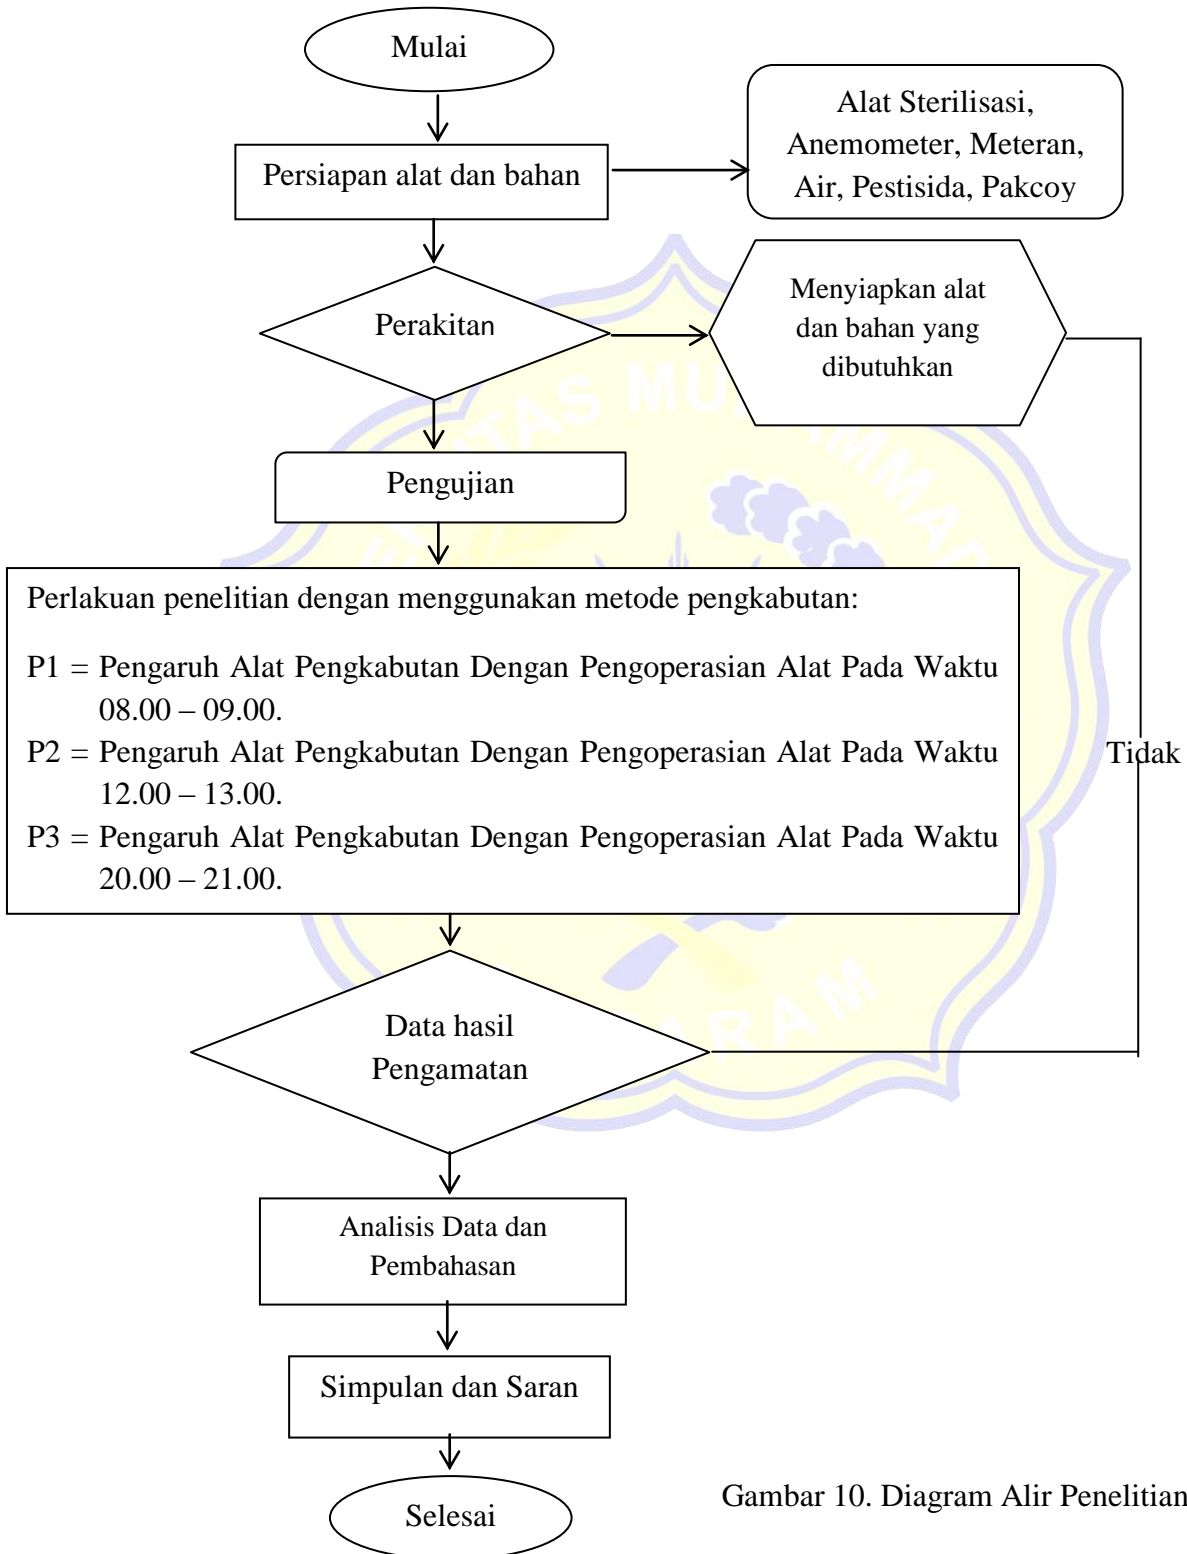 Mulai
Alat Sterilisasi,
Anemometer, Meteran,
Air, Pestisida, Pakcoy
Persiapan alat dan bahan
Perakitan
Menyiapkan alat
dan bahan yang
dibutuhkan
Pengujian
Perlakuan penelitian dengan menggunakan metode pengkabutan:
P1 = Pengaruh Alat Pengkabutan Dengan Pengoperasian Alat Pada Waktu
08.00 – 09.00.
P2 = Pengaruh Alat Pengkabutan Dengan Pengoperasian Alat Pada Waktu
12.00 – 13.00.
P3 = Pengaruh Alat Pengkabutan Dengan Pengoperasian Alat Pada Waktu
20.00 – 21.00.
Tidak
Data hasil
Pengamatan
Analisis Data dan
Pembahasan
Simpulan dan Saran
Selesai
Gambar 10. Diagram Alir Penelitian